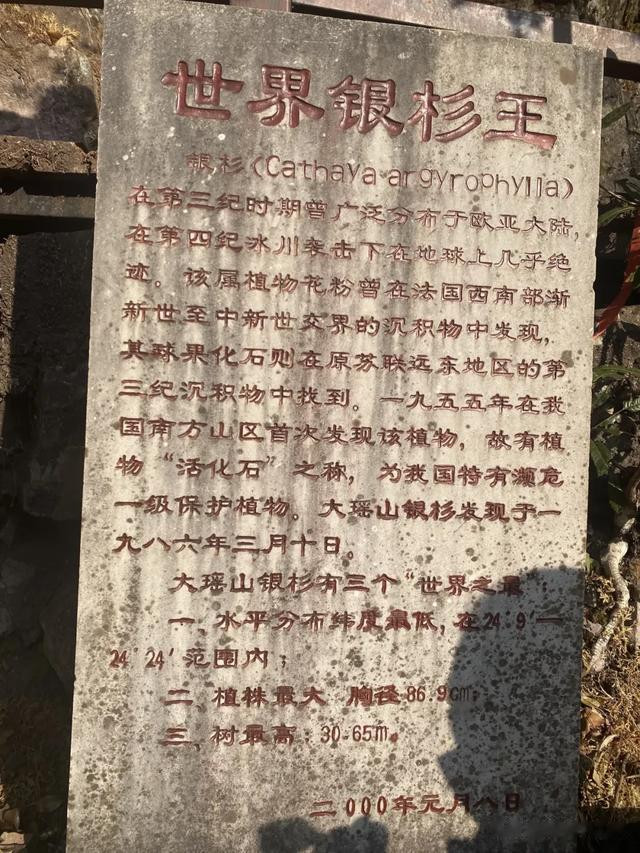 世界银杉王
银杉(Cathaya argyrophylla)
在第三纪时期曾广泛分布于欧亚大陆,
在第四纪冰川袭击下在地球上几乎绝
迹。该属植物花粉曾在法国西南部渐
新世至中新世交界的沉积物中发现,
其球果化石则在原苏联远东地区的第
三纪沉积物中找到。一九五五年在我
国南方山区首次发现该植物,故有植
物“活化石”之称,为我国特有濒危
一级保护植物。大瑶山银杉发现于一
九八六年三月十日。
大瑶山银杉有三个“世界之最”
一、水平分布纬度最低,在24°9′—
24°24′范围内;
二、植株最大 胸径86.9cm;
三、树最高 30.65m。
二000年元月八日